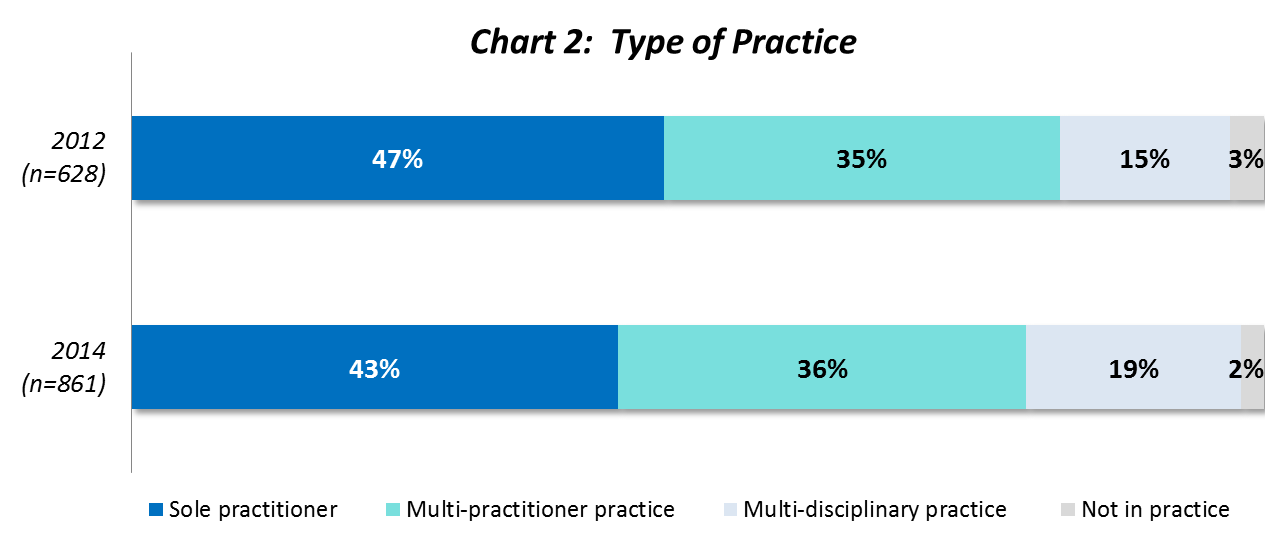 Chart 2:  Type of Practice
2012
(n=628)
47%
35%
15%
3%
2014
(n=861)
43%
36%
19%
2%
Sole practitioner
Multi-practitioner practice
Multi-disciplinary practice
Not in practice